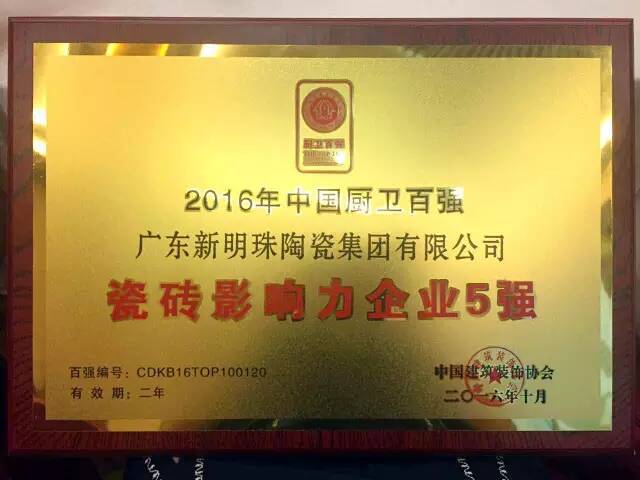 厨卫百强
2016年中国厨卫百强
广东新明珠陶瓷集团有限公司
瓷砖影响力企业5强
百强编号：CDKB16TOP100120
有效期：二年
中国建筑装饰协会
二〇一六年十月